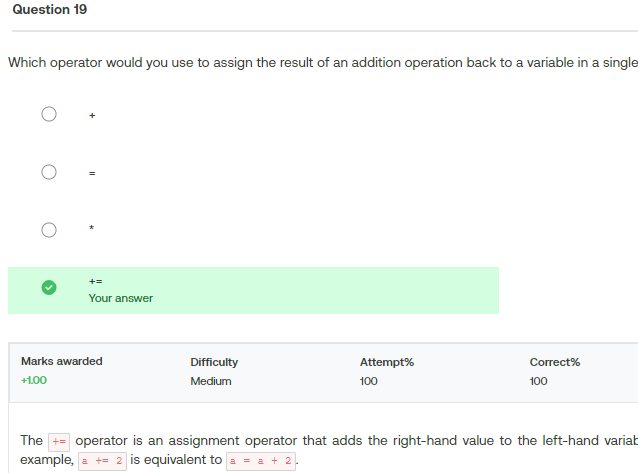 Question 19
Which operator would you use to assign the result of an addition operation back to a variable in a single
+
=
*
+=
Your answer
Marks awarded Difficulty Attempt% Correct%
+1.00 Medium 100 100
The += operator is an assignment operator that adds the right-hand value to the left-hand variab
example, a += 2 is equivalent to a = a + 2.